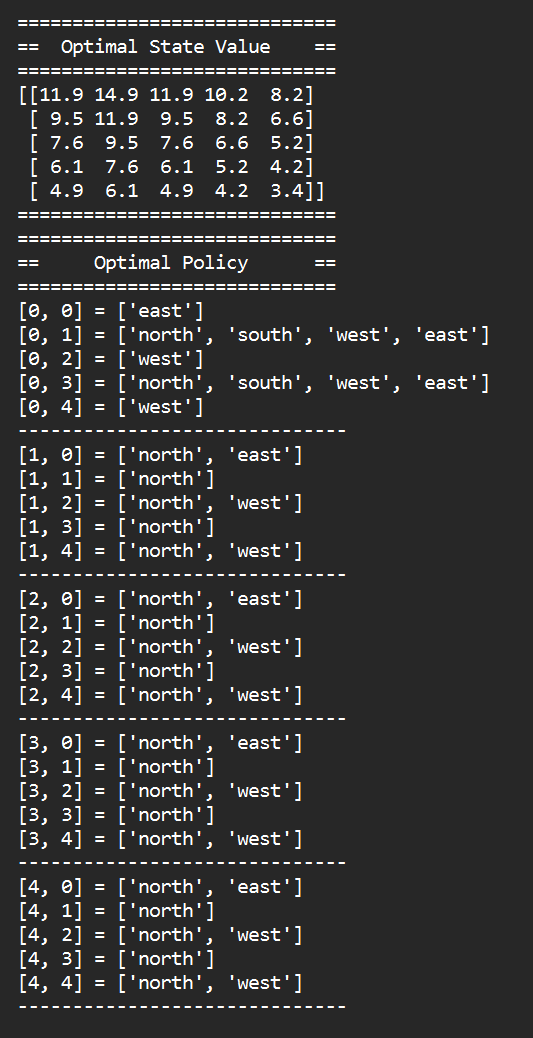 =============================
==  Optimal State Value    ==
=============================
[[11.9 14.9 11.9 10.2  8.2]
 [ 9.5 11.9  9.5  8.2  6.6]
 [ 7.6  9.5  7.6  6.6  5.2]
 [ 6.1  7.6  6.1  5.2  4.2]
 [ 4.9  6.1  4.9  4.2  3.4]]
=============================
=============================
==     Optimal Policy      ==
=============================
[0, 0] = ['east']
[0, 1] = ['north', 'south', 'west', 'east']
[0, 2] = ['west']
[0, 3] = ['north', 'south', 'west', 'east']
[0, 4] = ['west']
------------------------------
[1, 0] = ['north', 'east']
[1, 1] = ['north']
[1, 2] = ['north', 'west']
[1, 3] = ['north']
[1, 4] = ['north', 'west']
------------------------------
[2, 0] = ['north', 'east']
[2, 1] = ['north']
[2, 2] = ['north', 'west']
[2, 3] = ['north']
[2, 4] = ['north', 'west']
------------------------------
[3, 0] = ['north', 'east']
[3, 1] = ['north']
[3, 2] = ['north', 'west']
[3, 3] = ['north']
[3, 4] = ['north', 'west']
------------------------------
[4, 0] = ['north', 'east']
[4, 1] = ['north']
[4, 2] = ['north', 'west']
[4, 3] = ['north']
[4, 4] = ['north', 'west']
------------------------------